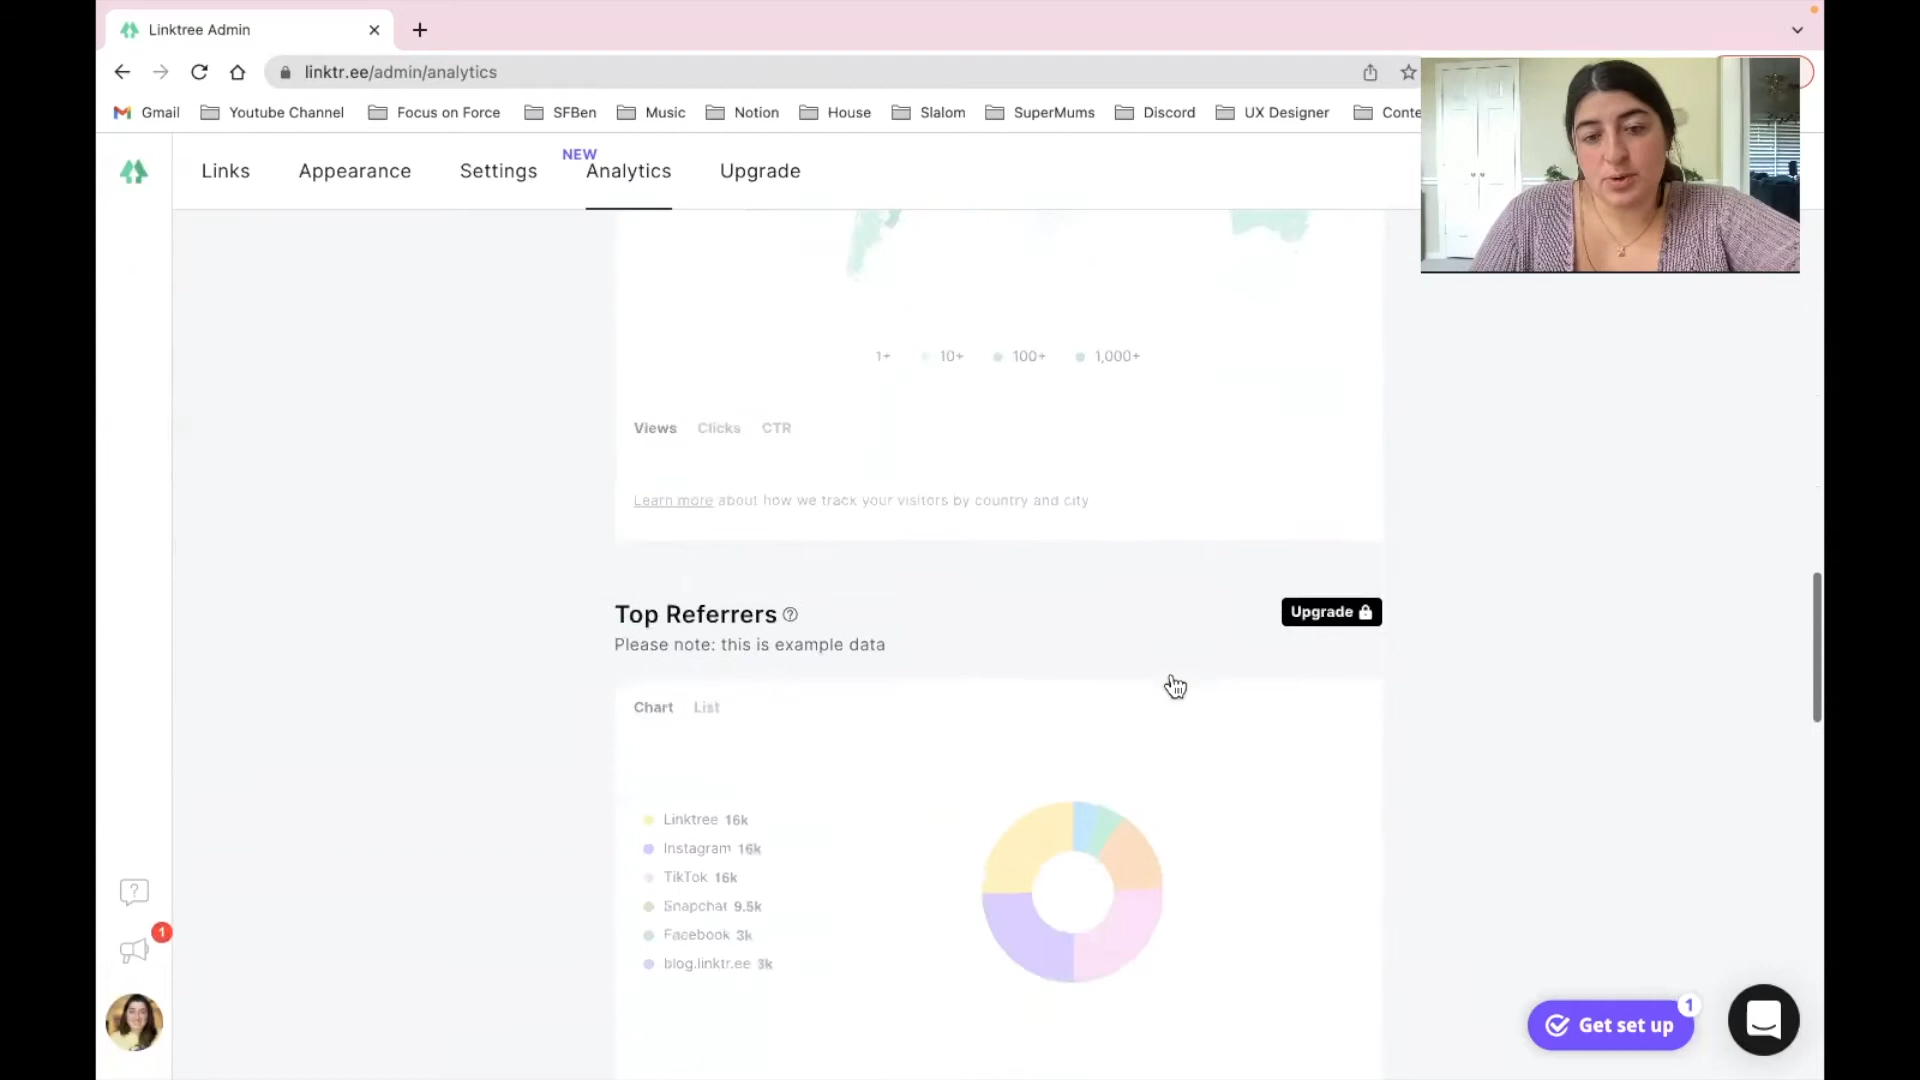 Linktree Admin
linktr.ee/admin/analytics
Gmail Youtube Channel Focus on Force SFBen Music Notion House Slalom SuperMums Discord UX Designer Conte
Links Appearance Settings NEW Analytics Upgrade
1+ 10+ 100+ 1,000+
Views Clicks CTR
Learn more about how we track your visitors by country and city
Top Referrers ?
Upgrade
Please note: this is example data
Chart List
Linktree 16k
Instagram 16k
TikTok 16k
Snapchat 9.5k
Facebook 3k
blog.linktr.ee 3k
?
1
1
Get set up